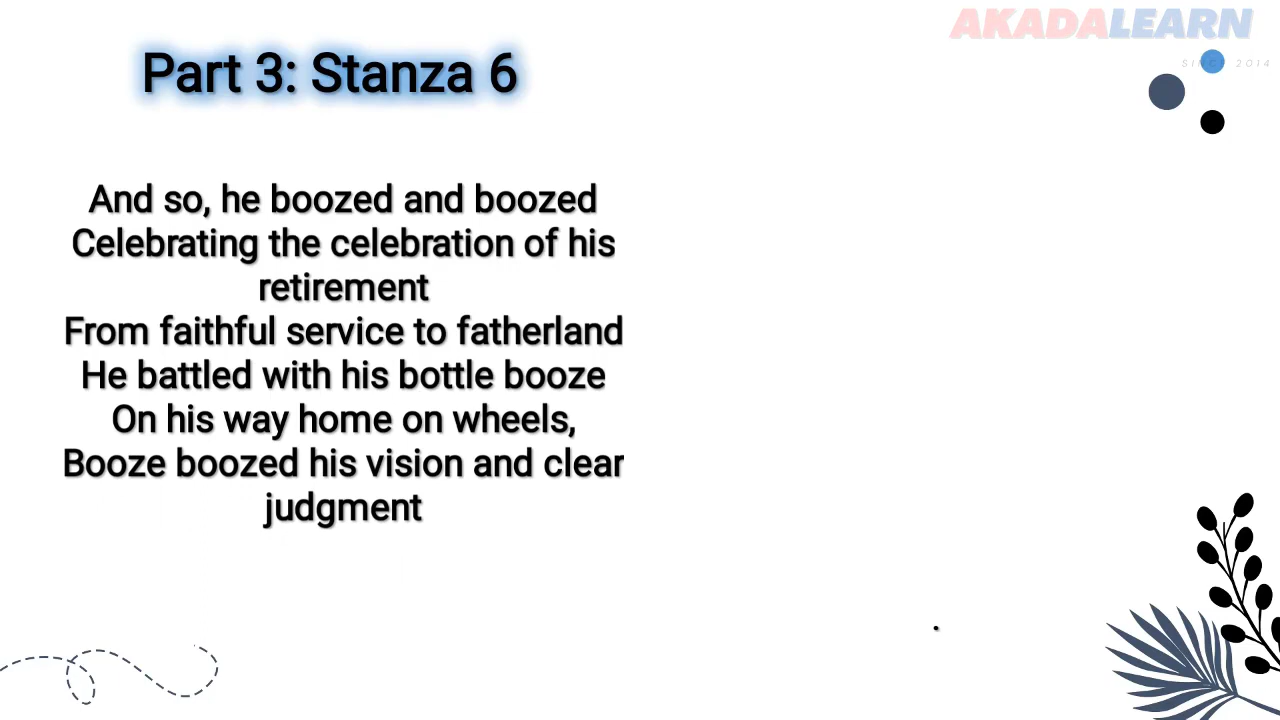 AKADALEARN
SINCE 2014
Part 3: Stanza 6
And so, he boozed and boozed
Celebrating the celebration of his
retirement
From faithful service to fatherland
He battled with his bottle booze
On his way home on wheels,
Booze boozed his vision and clear
judgment
.